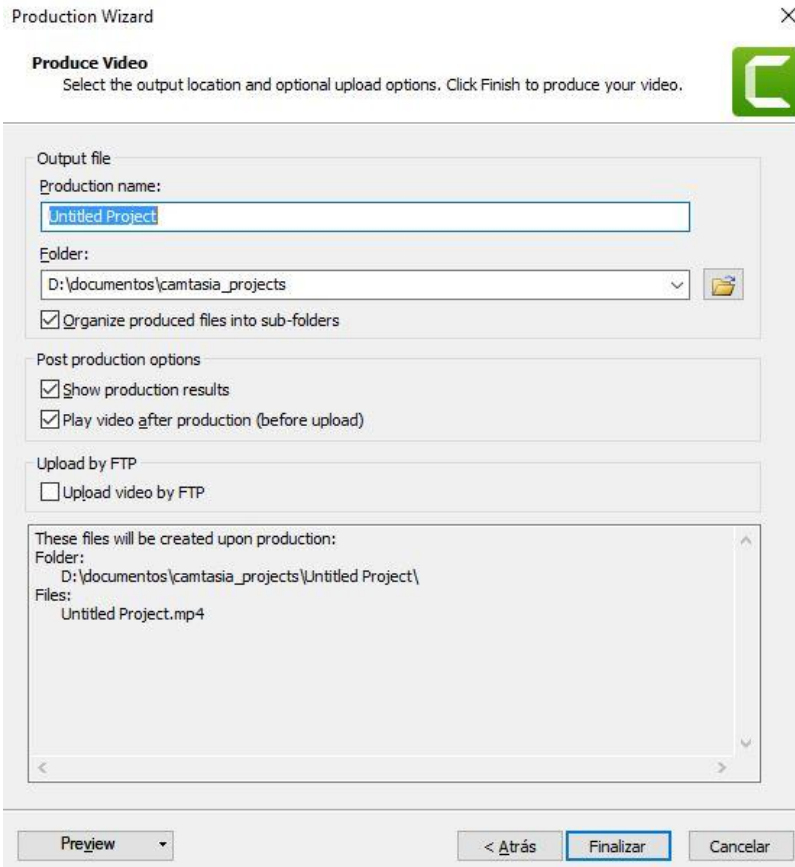 Production Wizard
Produce Video
Select the output location and optional upload options. Click Finish to produce your video.
Output file
Production name:
Untitled Project
Folder:
D:\documentos\camtasia_projects
Organize produced files into sub-folders
Post production options
Show production results
Play video after production (before upload)
Upload by FTP
Upload video by FTP
These files will be created upon production:
Folder:
D:\documentos\camtasia_projects\Untitled Project\
Files:
Untitled Project.mp4
Preview
< Atrás
Finalizar
Cancelar